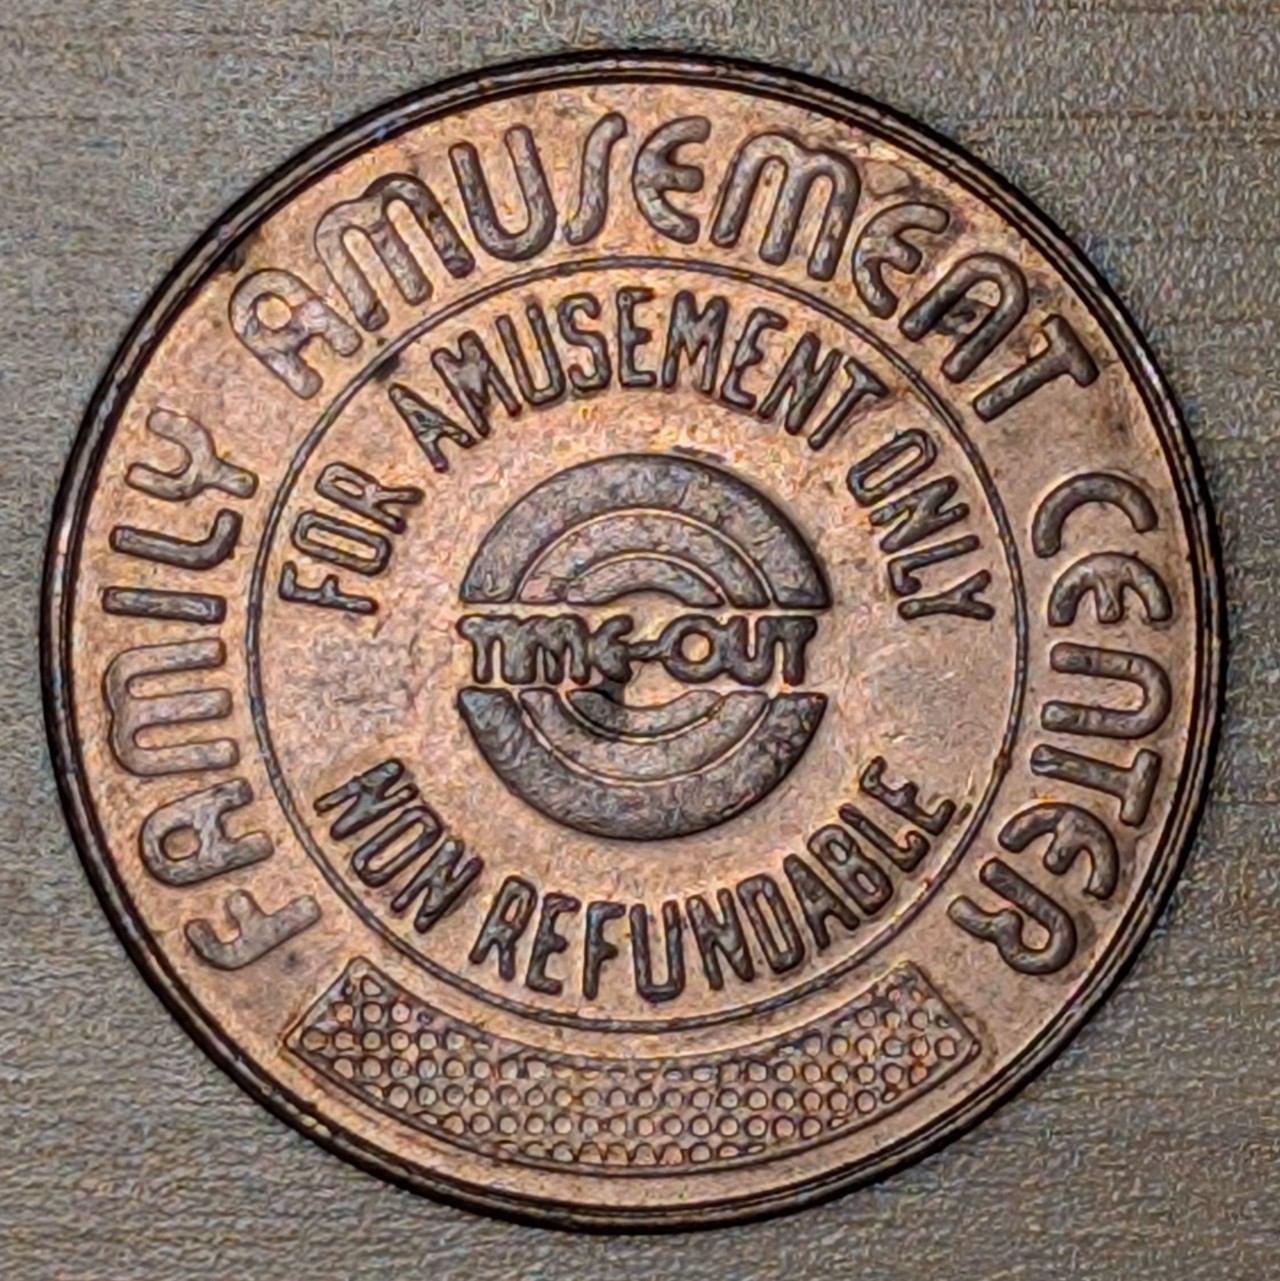 FAMILY AMUSEMENT CENTER
FOR AMUSEMENT ONLY
TIME-OUT
NON REFUNDABLE